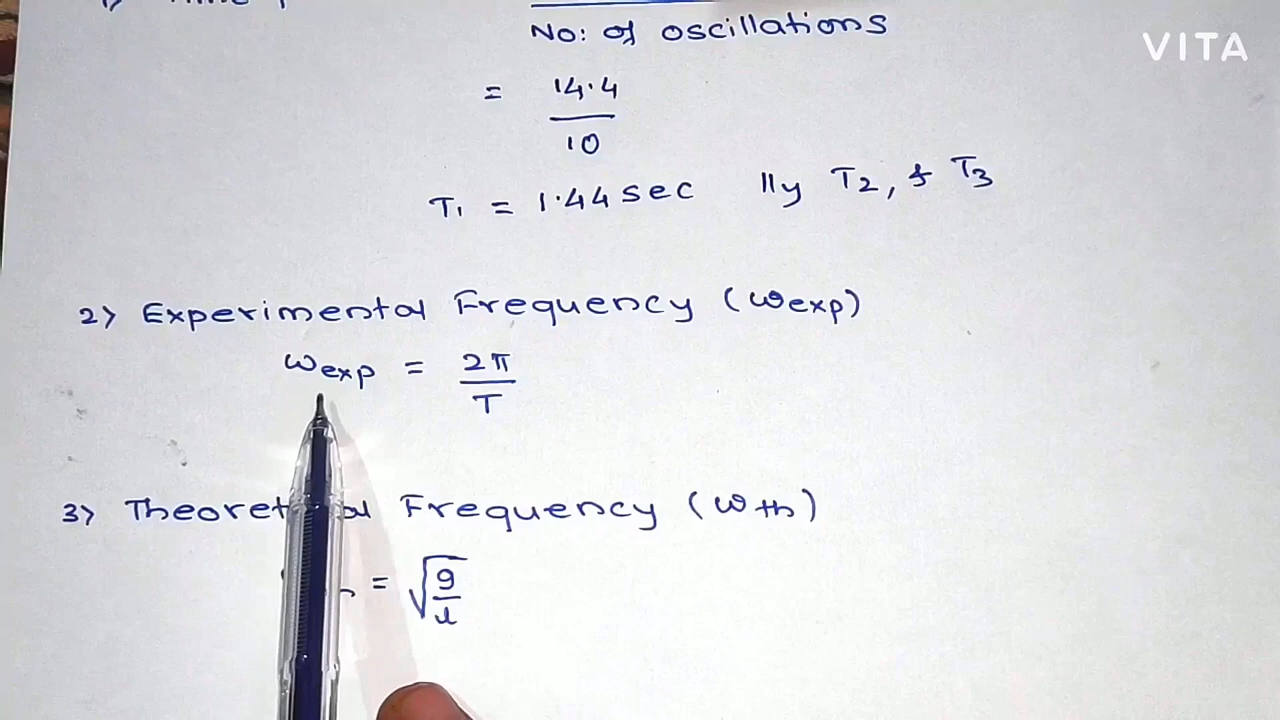 VITA
No: of oscillations
= 14.4
10
T1 = 1.44 sec lly T2, & T3
2) Experimental Frequency (ωexp)
ωexp = 2π
T
3) Frequency (ωth)
= √g
l